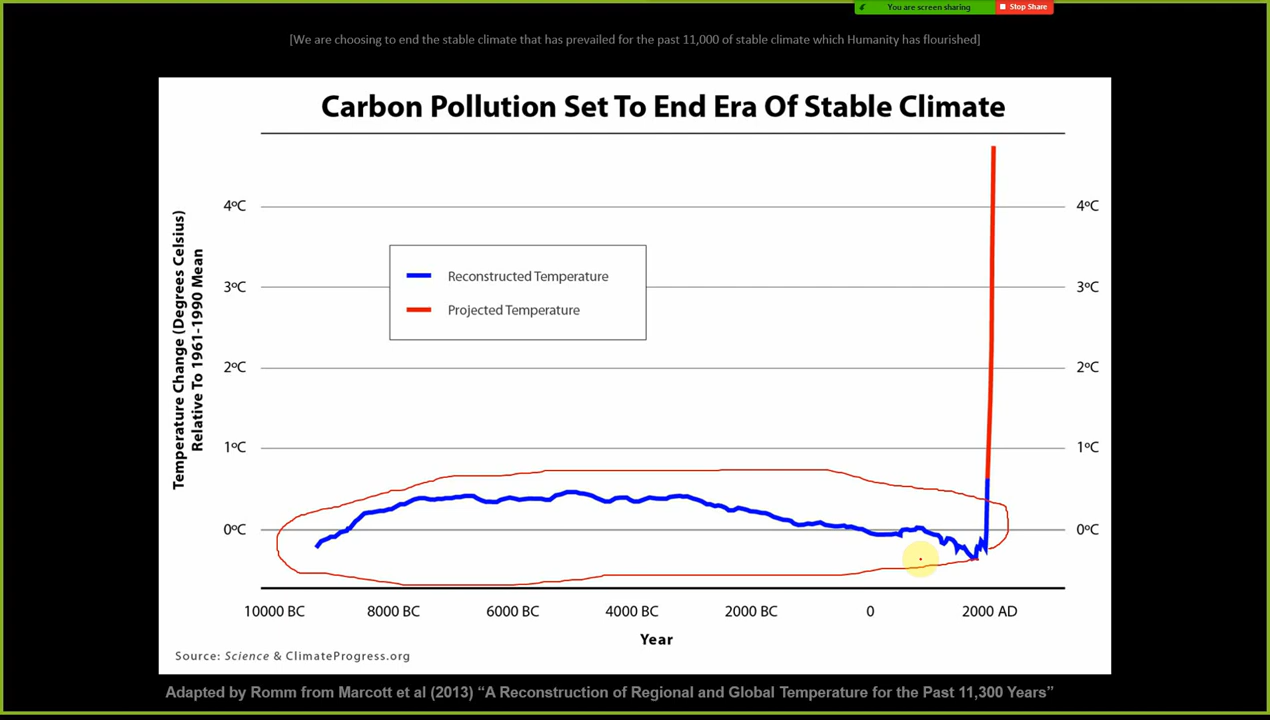 You are screen sharing Stop Share
[We are choosing to end the stable climate that has prevailed for the past 11,000 of stable climate which Humanity has flourished]
Carbon Pollution Set To End Era Of Stable Climate
Temperature Change (Degrees Celsius)
Relative To 1961-1990 Mean
4ºC 4ºC
Reconstructed Temperature
3ºC 3ºC
Projected Temperature
2ºC 2ºC
1ºC 1ºC
0ºC 0ºC
10000 BC 8000 BC 6000 BC 4000 BC 2000 BC 0 2000 AD
Year
Source: Science & ClimateProgress.org
Adapted by Romm from Marcott et al (2013) “A Reconstruction of Regional and Global Temperature for the Past 11,300 Years”